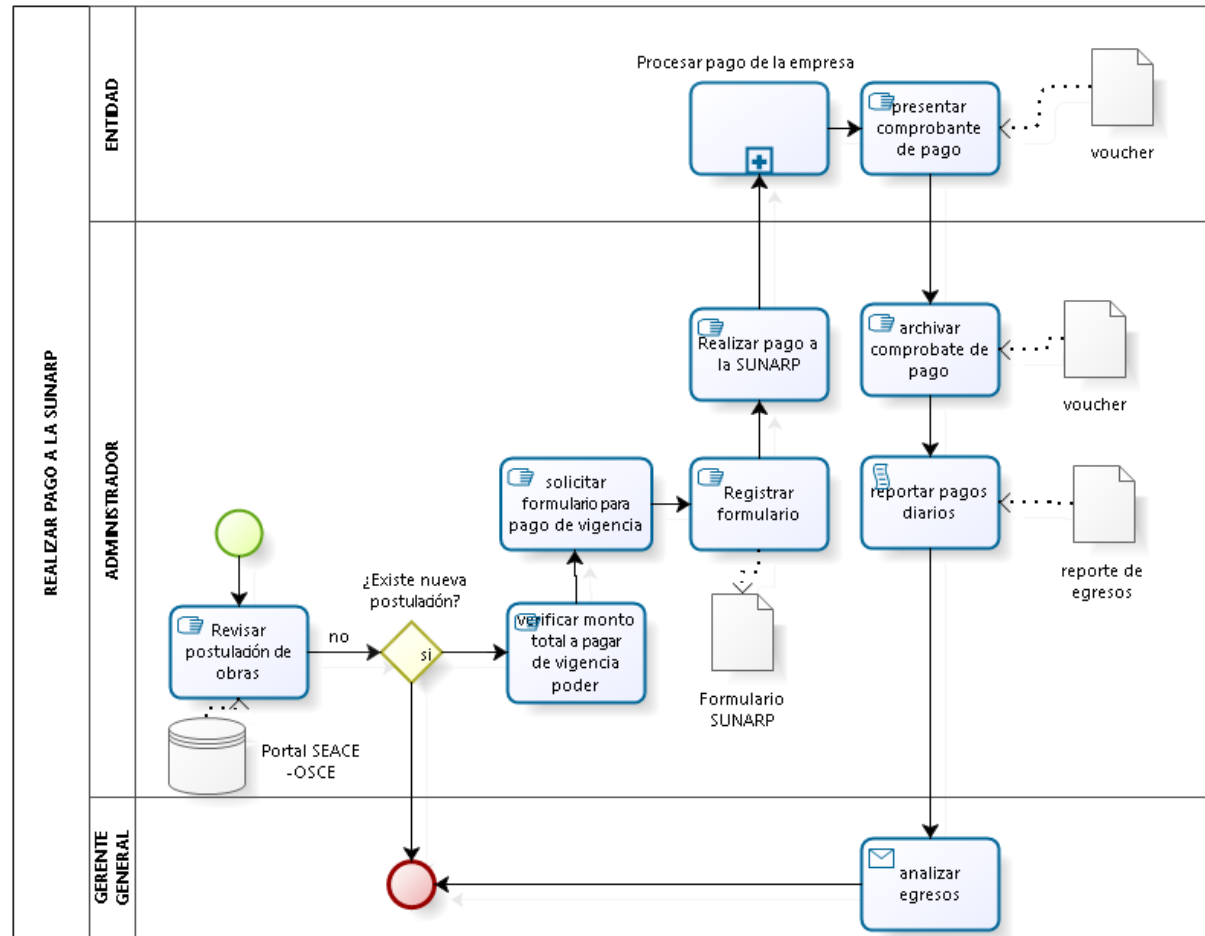 REALIZAR PAGO A LA SUNARP
ENTIDAD
Procesar pago de la empresa
presentar
comprobante
de pago
voucher
ADMINISTRADOR
Realizar pago a
la SUNARP
archivar
comprobate de
pago
voucher
solicitar
formulario para
pago de vigencia
Registrar
formulario
reportar pagos
diarios
reporte de
egresos
¿Existe nueva
postulación?
Revisar
postulación de
obras
no
si
verificar monto
total a pagar
de vigencia
poder
Formulario
SUNARP
Portal SEACE
-OSCE
GERENTE
GENERAL
analizar
egresos